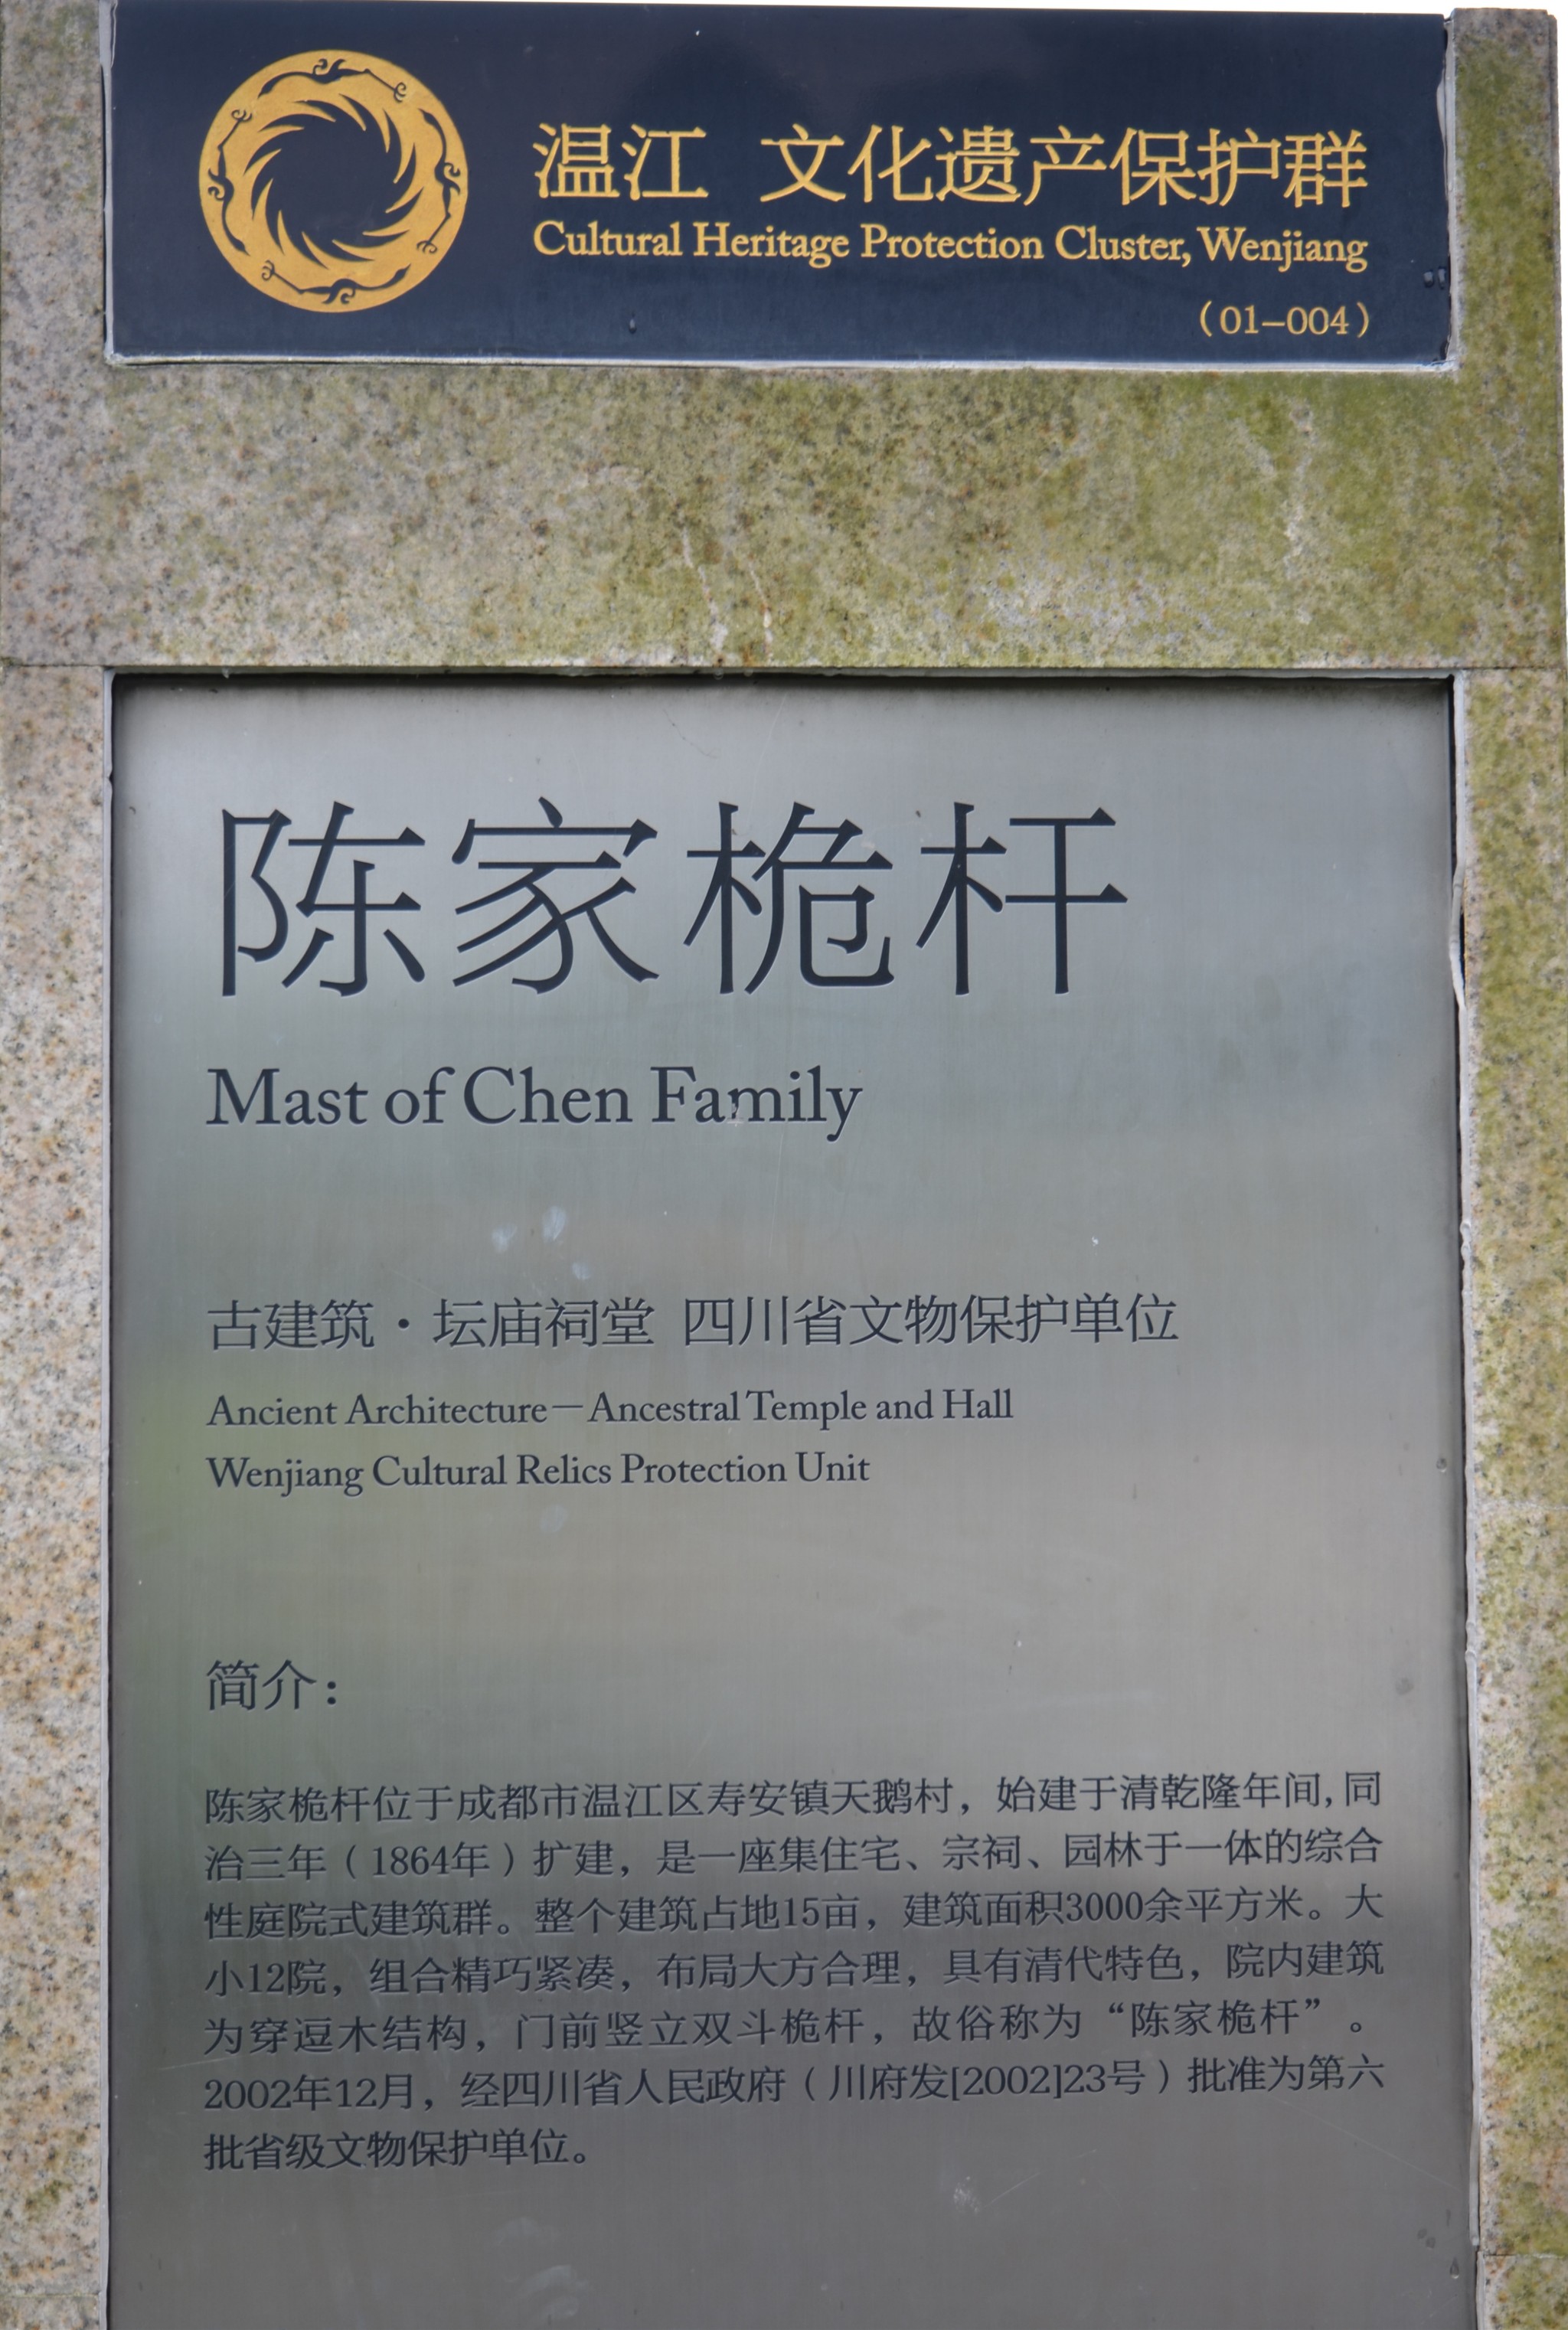 温江 文化遗产保护群
Cultural Heritage Protection Cluster, Wenjiang
（01-004）
陈家桅杆
Mast of Chen Family
古建筑·坛庙祠堂 四川省文物保护单位
Ancient Architecture—Ancestral Temple and Hall
Wenjiang Cultural Relics Protection Unit
简介：
陈家桅杆位于成都市温江区寿安镇天鹅村，始建于清乾隆年间，同
治三年（1864年）扩建，是一座集住宅、宗祠、园林于一体的综合
性庭院式建筑群。整个建筑占地15亩，建筑面积3000余平方米。大
小12院，组合精巧紧凑，布局大方合理，具有清代特色，院内建筑
为穿逗木结构，门前竖立双斗桅杆，故俗称为“陈家桅杆”。
2002年12月，经四川省人民政府（川府发[2002]23号）批准为第六
批省级文物保护单位。